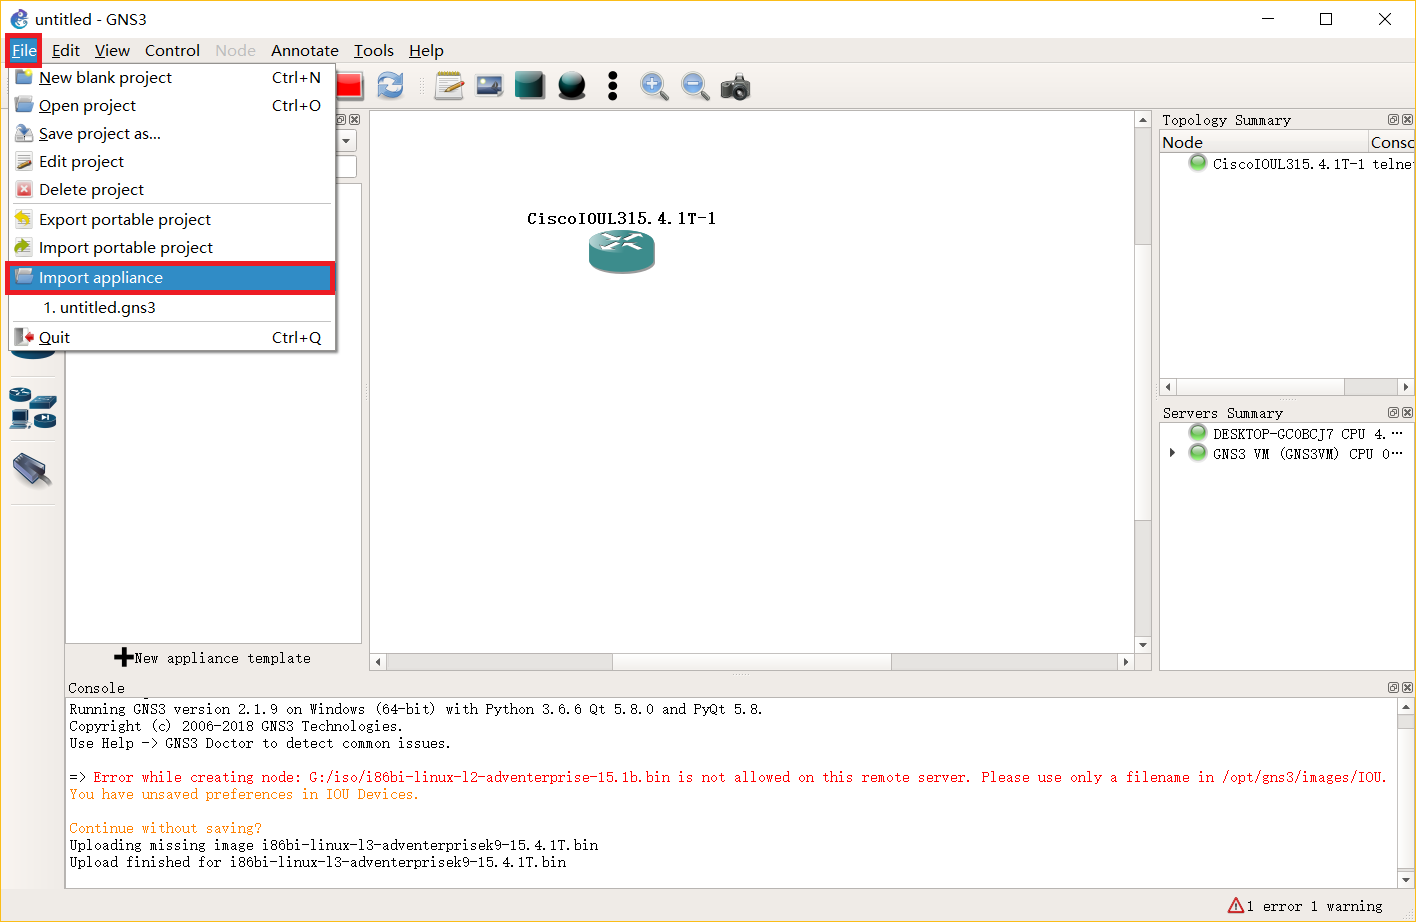 untitled - GNS3
File Edit View Control Node Annotate Tools Help
New blank project Ctrl+N
Open project Ctrl+O
Save project as...
Edit project
Delete project
Export portable project
Import portable project
Import appliance
1. untitled.gns3
Quit Ctrl+Q
New appliance template
CiscoIOUL315.4.1T-1
Topology Summary
Node Conso
CiscoIOUL315.4.1T-1 telne
Servers Summary
DESKTOP-GC0BCJ7 CPU 4.…
GNS3 VM (GNS3VM) CPU 0…
Console
Running GNS3 version 2.1.9 on Windows (64-bit) with Python 3.6.6 Qt 5.8.0 and PyQt 5.8.
Copyright (c) 2006-2018 GNS3 Technologies.
Use Help -> GNS3 Doctor to detect common issues.
=> Error while creating node: G:/iso/i86bi-linux-l2-adventerprise-15.1b.bin is not allowed on this remote server. Please use only a filename in /opt/gns3/images/IOU.
You have unsaved preferences in IOU Devices.
Continue without saving?
Uploading missing image i86bi-linux-l3-adventerprisek9-15.4.1T.bin
Upload finished for i86bi-linux-l3-adventerprisek9-15.4.1T.bin
1 error 1 warning